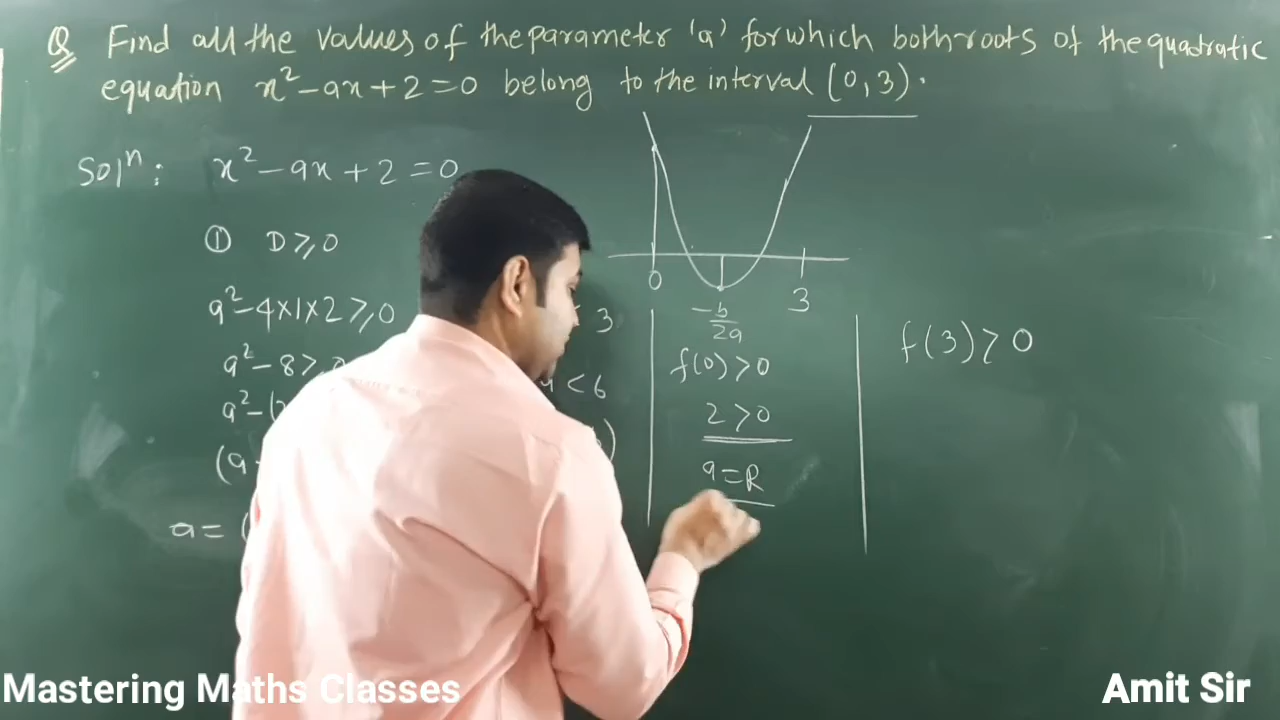 Q Find all the values of the parameter 'a' for which both roots of the quadratic
equation x²-ax+2=0 belong to the interval (0,3).
Solⁿ: x²-ax+2=0
① D≥0
a²-4×1×2≥0
a²-8≥0
a²-(
(a
a=(
3
<6
)
0
-b/2a
3
f(0)>0
2>0
a=R
f(3)>0
Mastering Maths Classes
Amit Sir